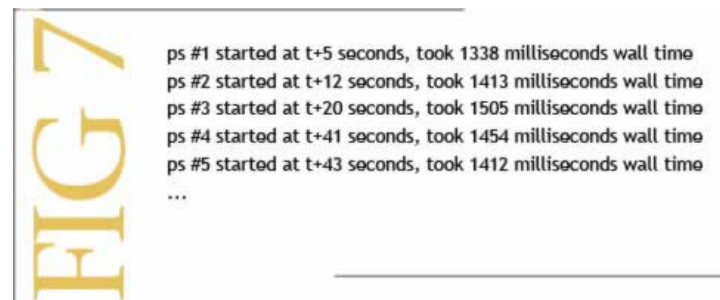 FIG 7
ps #1 started at t+5 seconds, took 1338 milliseconds wall time
ps #2 started at t+12 seconds, took 1413 milliseconds wall time
ps #3 started at t+20 seconds, took 1505 milliseconds wall time
ps #4 started at t+41 seconds, took 1454 milliseconds wall time
ps #5 started at t+43 seconds, took 1412 milliseconds wall time
...